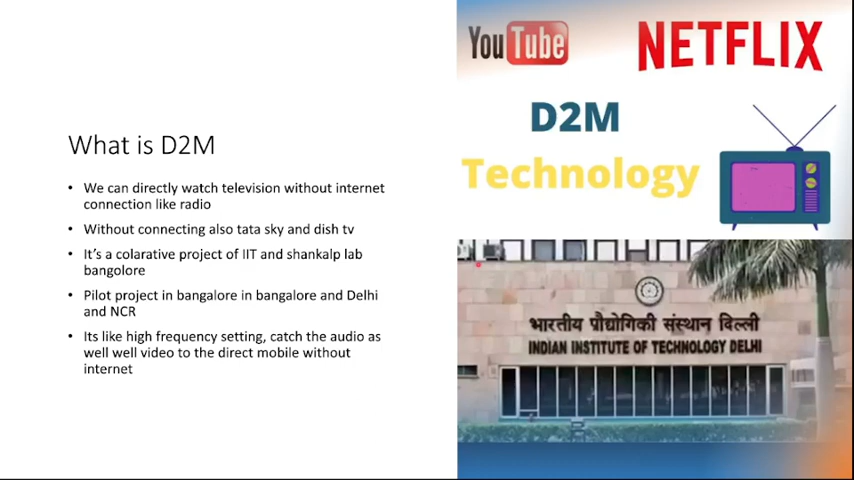 What is D2M
• We can directly watch television without internet
connection like radio
• Without connecting also tata sky and dish tv
• It's a colarative project of IIT and shankalp lab
bangolore
• Pilot project in bangalore in bangalore and Delhi
and NCR
• Its like high frequency setting, catch the audio as
well well video to the direct mobile without
internet
YouTube
NETFLIX
D2M
Technology
भारतीय प्रौद्योगिकी संस्थान दिल्ली
INDIAN INSTITUTE OF TECHNOLOGY DELHI